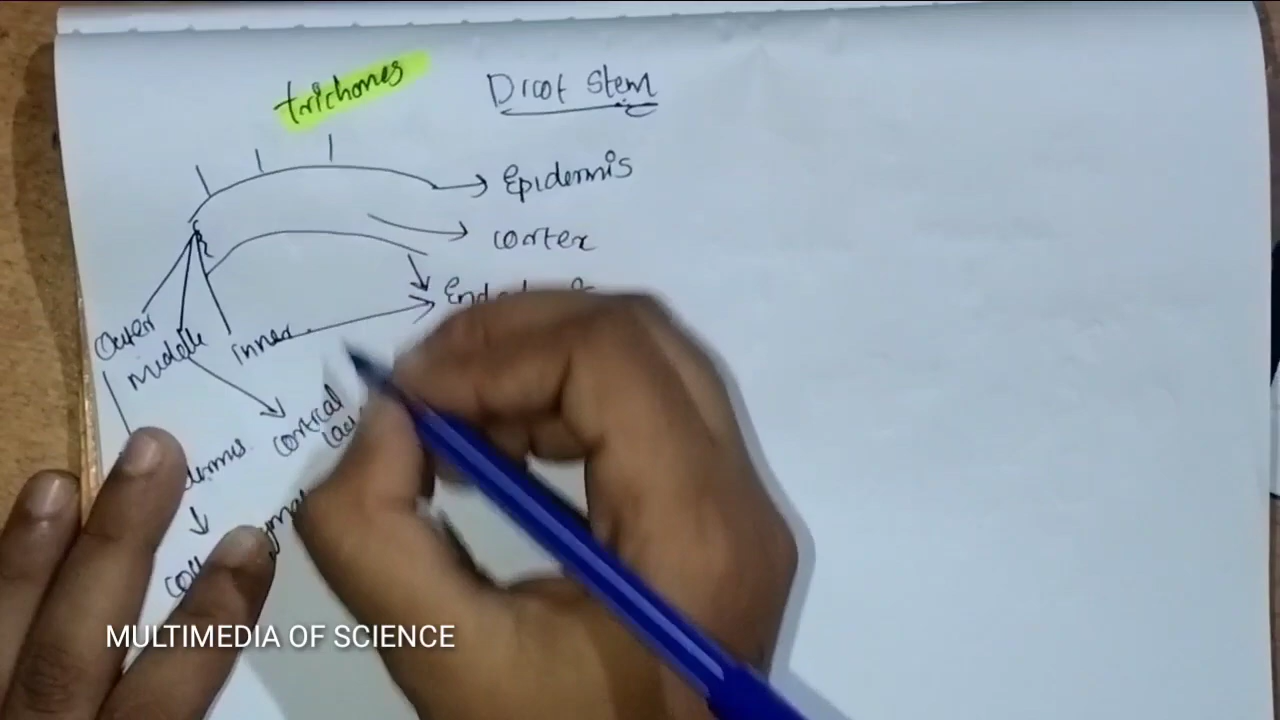 trichomes
Dicot Stem
Epidermis
cortex
Outer
middle
inner
cortical
MULTIMEDIA OF SCIENCE